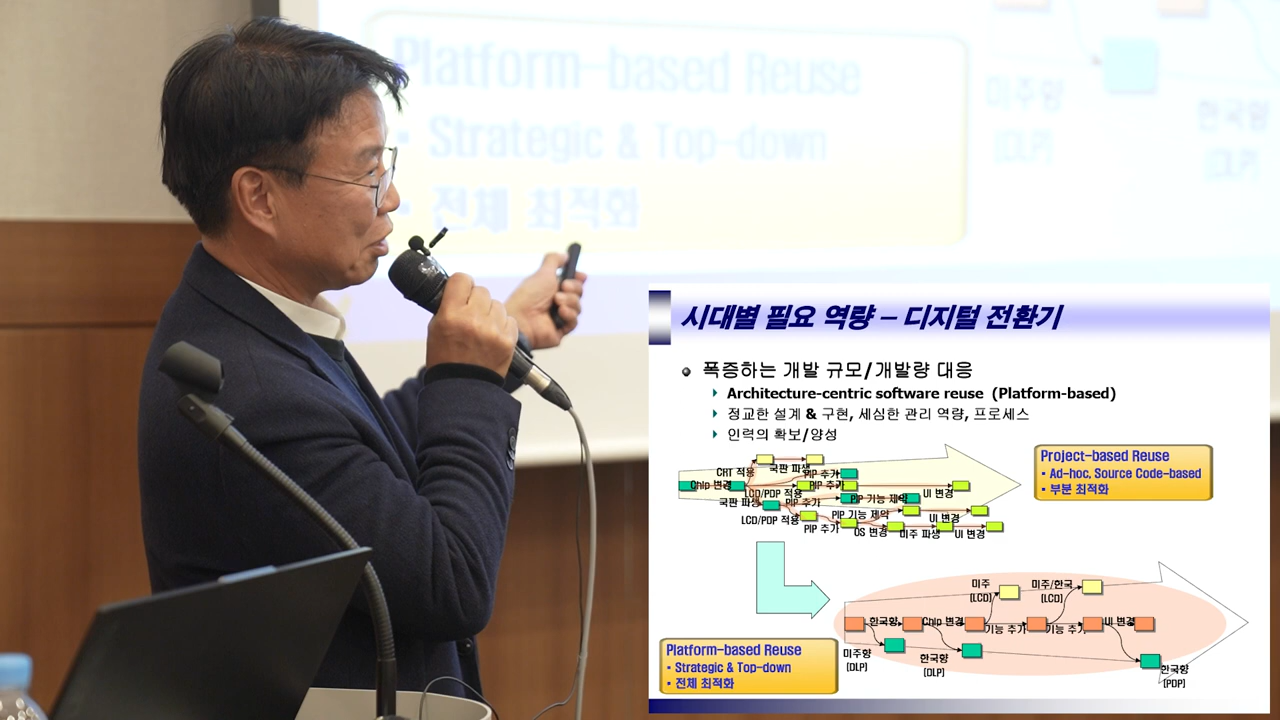 Platform-based Reuse
• Strategic & Top-down
• 전체 최적화
미주향
한국향
시대별 필요 역량 – 디지털 전환기
폭증하는 개발 규모/개발량 대응
Architecture-centric software reuse (Platform-based)
정교한 설계 & 구현, 세심한 관리 역량, 프로세스
인력의 확보/양성
Project-based Reuse
• Ad-hoc, Source Code-based
• 부분 최적화
국판 파생
CRT 적용
PIP 추가
Chip 변경
PIP 추가
LCD/PDP 적용
UI 변경
국판 파생
PIP 추가
PIP 기능 제약
LCD/PDP 적용
PIP 기능 제약
UI 변경
PIP 추가
OS 변경
미주 파생
UI 변경
미주
[LCD]
미주/한국
[LCD]
한국향
Chip 변경
기능 추가
기능 추가
UI 변경
미주향
[DLP]
한국향
[DLP]
한국향
[PDP]
Platform-based Reuse
• Strategic & Top-down
• 전체 최적화